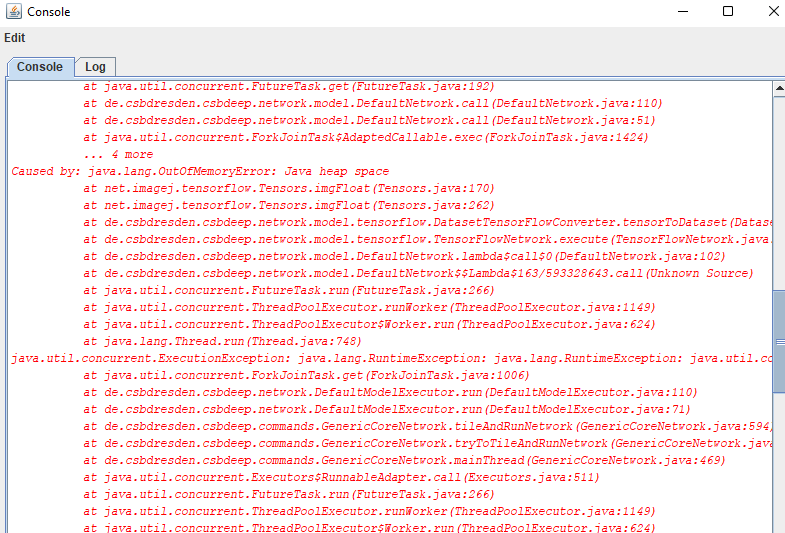 Console
Edit
Console Log
at java.util.concurrent.FutureTask.get(FutureTask.java:192)
at de.csbdresden.csbdeep.network.model.DefaultNetwork.call(DefaultNetwork.java:110)
at de.csbdresden.csbdeep.network.model.DefaultNetwork.call(DefaultNetwork.java:51)
at java.util.concurrent.ForkJoinTask$AdaptedCallable.exec(ForkJoinTask.java:1424)
... 4 more
Caused by: java.lang.OutOfMemoryError: Java heap space
at net.imagej.tensorflow.Tensors.imgFloat(Tensors.java:170)
at net.imagej.tensorflow.Tensors.imgFloat(Tensors.java:262)
at de.csbdresden.csbdeep.network.model.tensorflow.DatasetTensorFlowConverter.tensorToDataset(Datase
at de.csbdresden.csbdeep.network.model.tensorflow.TensorFlowNetwork.execute(TensorFlowNetwork.java.
at de.csbdresden.csbdeep.network.model.DefaultNetwork.lambda$call$0(DefaultNetwork.java:102)
at de.csbdresden.csbdeep.network.model.DefaultNetwork$$Lambda$163/593328643.call(Unknown Source)
at java.util.concurrent.FutureTask.run(FutureTask.java:266)
at java.util.concurrent.ThreadPoolExecutor.runWorker(ThreadPoolExecutor.java:1149)
at java.util.concurrent.ThreadPoolExecutor$Worker.run(ThreadPoolExecutor.java:624)
at java.lang.Thread.run(Thread.java:748)
java.util.concurrent.ExecutionException: java.lang.RuntimeException: java.lang.RuntimeException: java.util.co
at java.util.concurrent.ForkJoinTask.get(ForkJoinTask.java:1006)
at de.csbdresden.csbdeep.network.DefaultModelExecutor.run(DefaultModelExecutor.java:110)
at de.csbdresden.csbdeep.network.DefaultModelExecutor.run(DefaultModelExecutor.java:71)
at de.csbdresden.csbdeep.commands.GenericCoreNetwork.tileAndRunNetwork(GenericCoreNetwork.java:594)
at de.csbdresden.csbdeep.commands.GenericCoreNetwork.tryToTileAndRunNetwork(GenericCoreNetwork.java
at de.csbdresden.csbdeep.commands.GenericCoreNetwork.mainThread(GenericCoreNetwork.java:469)
at java.util.concurrent.Executors$RunnableAdapter.call(Executors.java:511)
at java.util.concurrent.FutureTask.run(FutureTask.java:266)
at java.util.concurrent.ThreadPoolExecutor.runWorker(ThreadPoolExecutor.java:1149)
at java.util.concurrent.ThreadPoolExecutor$Worker.run(ThreadPoolExecutor.java:624)